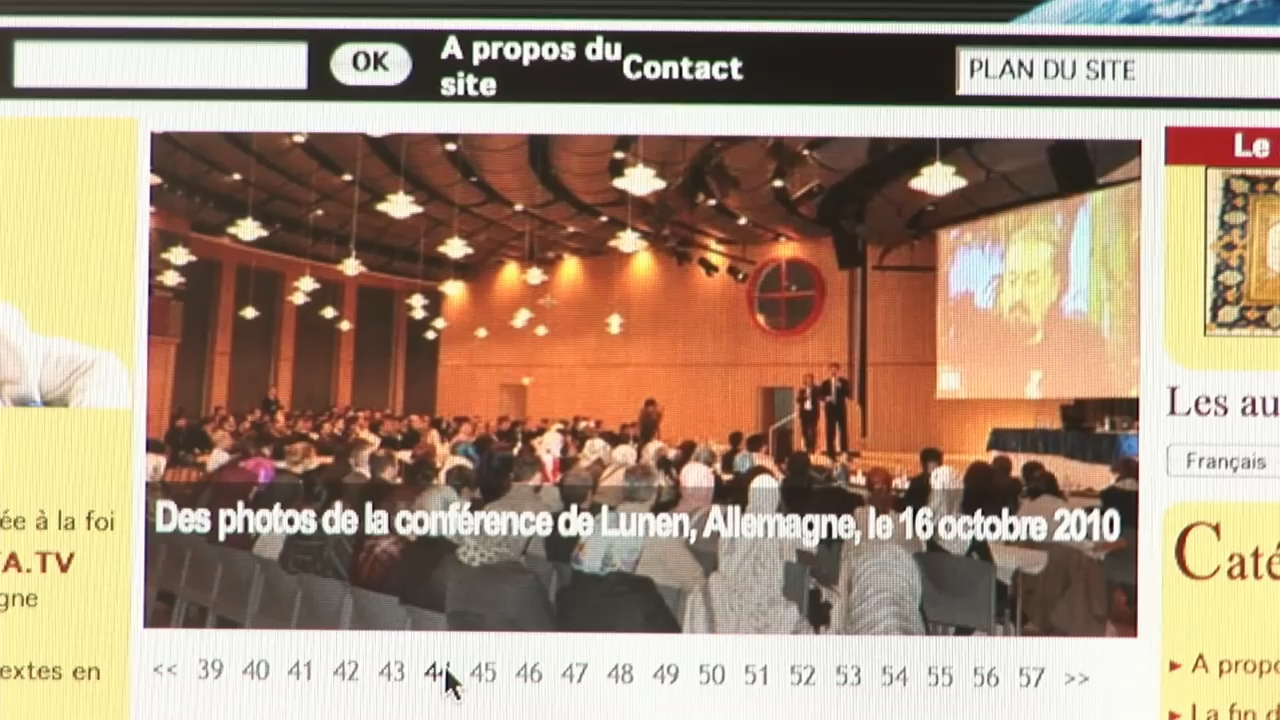 OK
A propos du
site
Contact
PLAN DU SITE
Le
Des photos de la conférence de Lunen, Allemagne, le 16 octobre 2010
Les au
Français
ée à la foi
A.TV
gne
extes en
Caté
A propo
La fin d
<< 39 40 41 42 43 44 45 46 47 48 49 50 51 52 53 54 55 56 57 >>